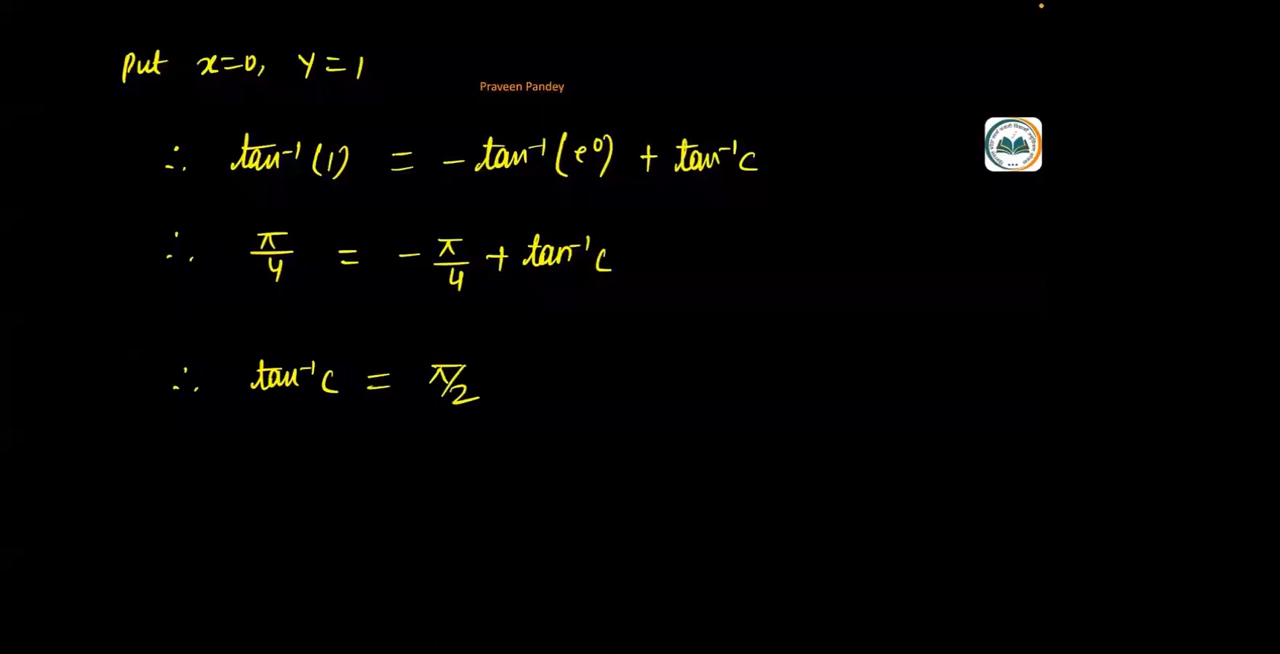 Put x=0, y=1
Praveen Pandey
∴ tan⁻¹(1) = - tan⁻¹(e⁰) + tan⁻¹c
∴ π/4 = - π/4 + tan⁻¹c
∴ tan⁻¹c = π/2